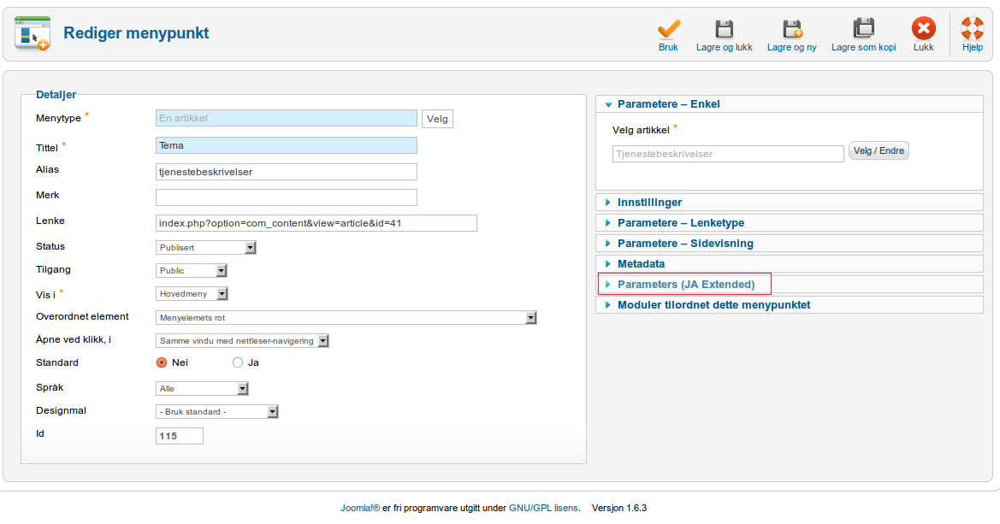 Rediger menypunkt
Bruk
Lagre og lukk
Lagre og ny
Lagre som kopi
Lukk
Hjelp
Detaljer
Menytype *
En artikkel
Velg
Tittel *
Tema
Alias
tjenestebeskrivelser
Merk
Lenke
index.php?option=com_content&view=article&id=41
Status
Publisert
Tilgang
Public
Vis i *
Hovedmeny
Overordnet element
Menyelemets rot
Åpne ved klikk, i
Samme vindu med nettleser-navigering
Standard
Nei
Ja
Språk
Alle
Designmal
- Bruk standard -
Id
115
Parametere – Enkel
Velg artikkel *
Tjenestebeskrivelser
Velg / Endre
Innstillinger
Parametere – Lenketype
Parametere – Sidevisning
Metadata
Parameters (JA Extended)
Moduler tilordnet dette menypunktet
Joomla!® er fri programvare utgitt under GNU/GPL lisens. Versjon 1.6.3